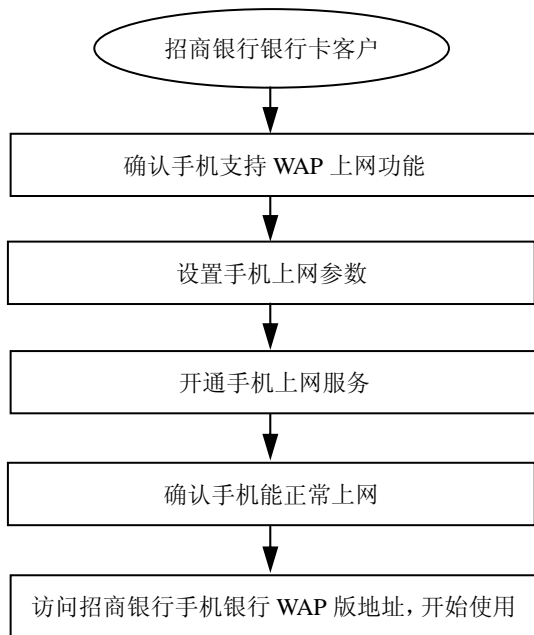 招商银行银行卡客户
确认手机支持 WAP 上网功能
设置手机上网参数
开通手机上网服务
确认手机能正常上网
访问招商银行手机银行 WAP 版地址，开始使用